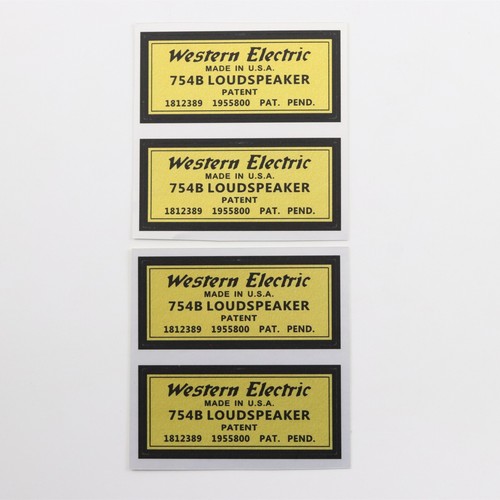 Western Electric
MADE IN U.S.A.
754B LOUDSPEAKER
PATENT
1812389 1955800 PAT. PEND.
Western Electric
MADE IN U.S.A.
754B LOUDSPEAKER
PATENT
1812389 1955800 PAT. PEND.
Western Electric
MADE IN U.S.A.
754B LOUDSPEAKER
PATENT
1812389 1955800 PAT. PEND.
Western Electric
MADE IN U.S.A.
754B LOUDSPEAKER
PATENT
1812389 1955800 PAT. PEND.